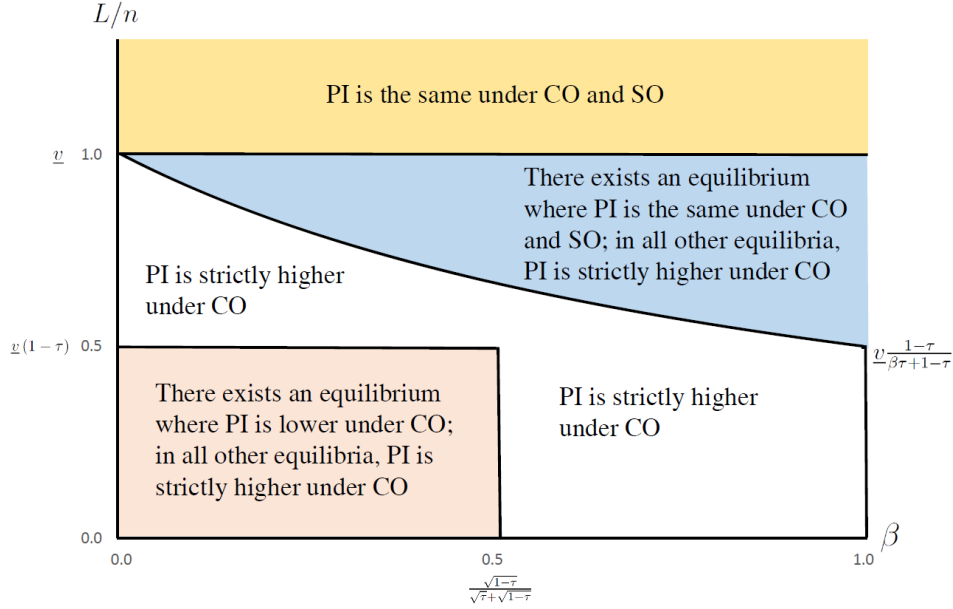 L/n
PI is the same under CO and SO
v 1.0
There exists an equilibrium
where PI is the same under CO
and SO; in all other equilibria,
PI is strictly higher under CO
PI is strictly higher
under CO
v(1−τ) 0.5
v (1−τ)/(βτ+1−τ)
There exists an equilibrium
where PI is lower under CO;
in all other equilibria, PI is
strictly higher under CO
PI is strictly higher
under CO
0.0
β
0.0 0.5 1.0
√(1−τ)/(√τ+√(1−τ))